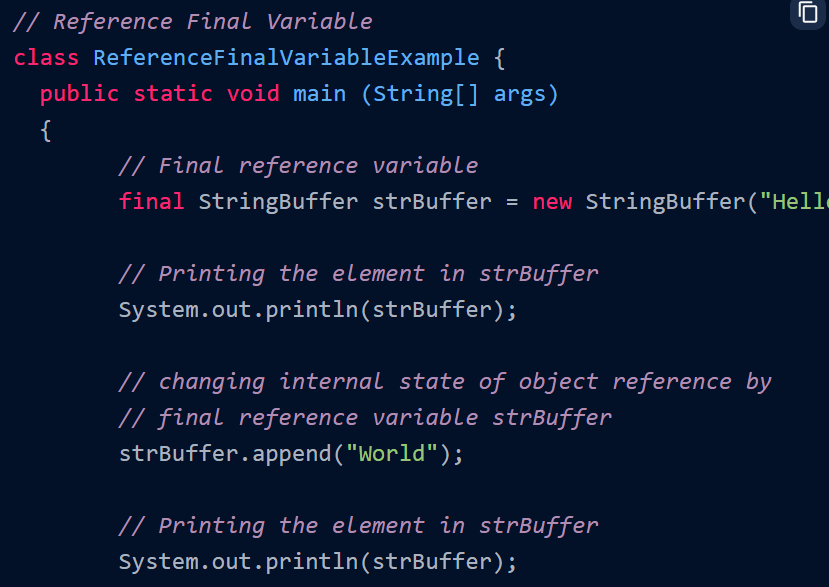 // Reference Final Variable
class ReferenceFinalVariableExample {
public static void main (String[] args)
{
// Final reference variable
final StringBuffer strBuffer = new StringBuffer("Hell
// Printing the element in strBuffer
System.out.println(strBuffer);
// changing internal state of object reference by
// final reference variable strBuffer
strBuffer.append("World");
// Printing the element in strBuffer
System.out.println(strBuffer);